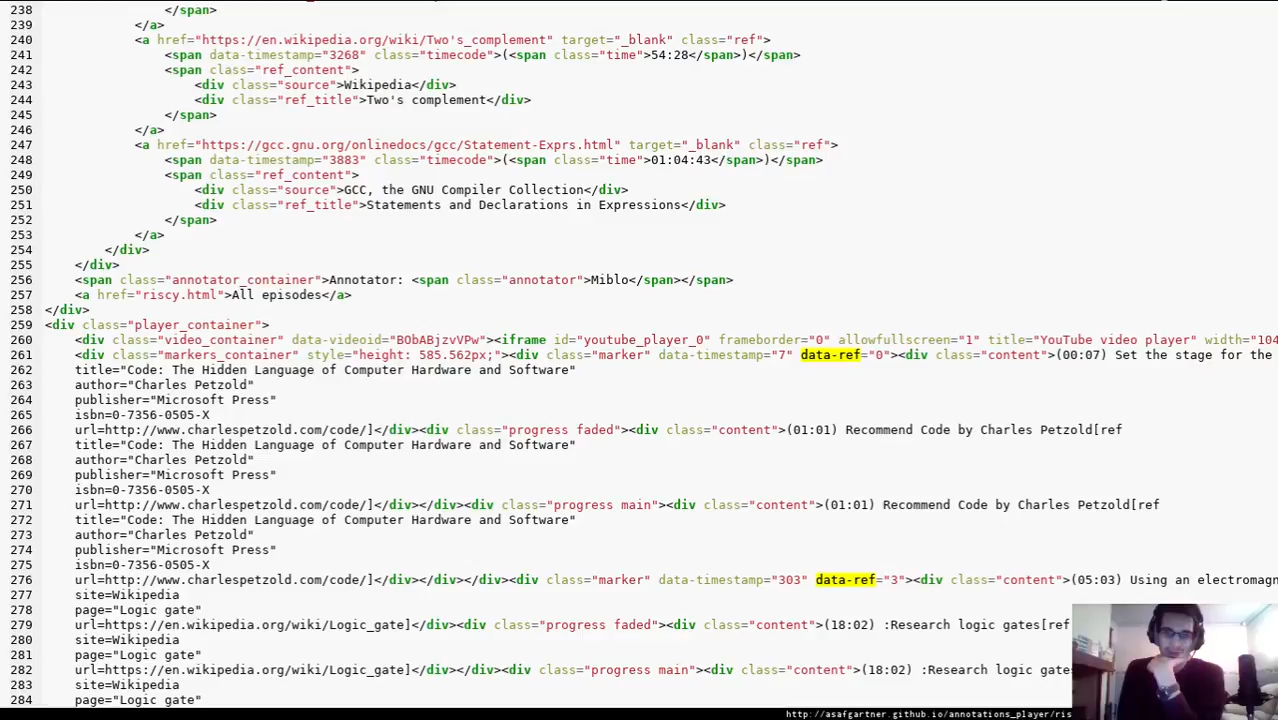 238 </span>
239 </a>
240 <a href="https://en.wikipedia.org/wiki/Two's_complement" target="_blank" class="ref">
241 <span data-timestamp="3268" class="timecode">(<span class="time">54:28</span>)</span>
242 <span class="ref_content">
243 <div class="source">Wikipedia</div>
244 <div class="ref_title">Two's complement</div>
245 </span>
246 </a>
247 <a href="https://gcc.gnu.org/onlinedocs/gcc/Statement-Exprs.html" target="_blank" class="ref">
248 <span data-timestamp="3883" class="timecode">(<span class="time">01:04:43</span>)</span>
249 <span class="ref_content">
250 <div class="source">GCC, the GNU Compiler Collection</div>
251 <div class="ref_title">Statements and Declarations in Expressions</div>
252 </span>
253 </a>
254 </div>
255 </div>
256 <span class="annotator_container">Annotator: <span class="annotator">Miblo</span></span>
257 <a href="riscy.html">All episodes</a>
258 </div>
259 <div class="player_container">
260 <div class="video_container" data-videoid="BObABjzvVPw"><iframe id="youtube_player_0" frameborder="0" allowfullscreen="1" title="YouTube video player" width="104
261 <div class="markers_container" style="height: 585.562px;"><div class="marker" data-timestamp="7" data-ref="0"><div class="content">(00:07) Set the stage for the
262 title="Code: The Hidden Language of Computer Hardware and Software"
263 author="Charles Petzold"
264 publisher="Microsoft Press"
265 isbn=0-7356-0505-X
266 url=http://www.charlespetzold.com/code/]</div><div class="progress faded"><div class="content">(01:01) Recommend Code by Charles Petzold[ref
267 title="Code: The Hidden Language of Computer Hardware and Software"
268 author="Charles Petzold"
269 publisher="Microsoft Press"
270 isbn=0-7356-0505-X
271 url=http://www.charlespetzold.com/code/]</div></div><div class="progress main"><div class="content">(01:01) Recommend Code by Charles Petzold[ref
272 title="Code: The Hidden Language of Computer Hardware and Software"
273 author="Charles Petzold"
274 publisher="Microsoft Press"
275 isbn=0-7356-0505-X
276 url=http://www.charlespetzold.com/code/]</div></div></div><div class="marker" data-timestamp="303" data-ref="3"><div class="content">(05:03) Using an electromagn
277 site=Wikipedia
278 page="Logic gate"
279 url=https://en.wikipedia.org/wiki/Logic_gate]</div><div class="progress faded"><div class="content">(18:02) :Research logic gates[ref
280 site=Wikipedia
281 page="Logic gate"
282 url=https://en.wikipedia.org/wiki/Logic_gate]</div></div><div class="progress main"><div class="content">(18:02) :Research logic gate
283 site=Wikipedia
284 page="Logic gate"
http://asafgartner.github.io/annotations_player/ris